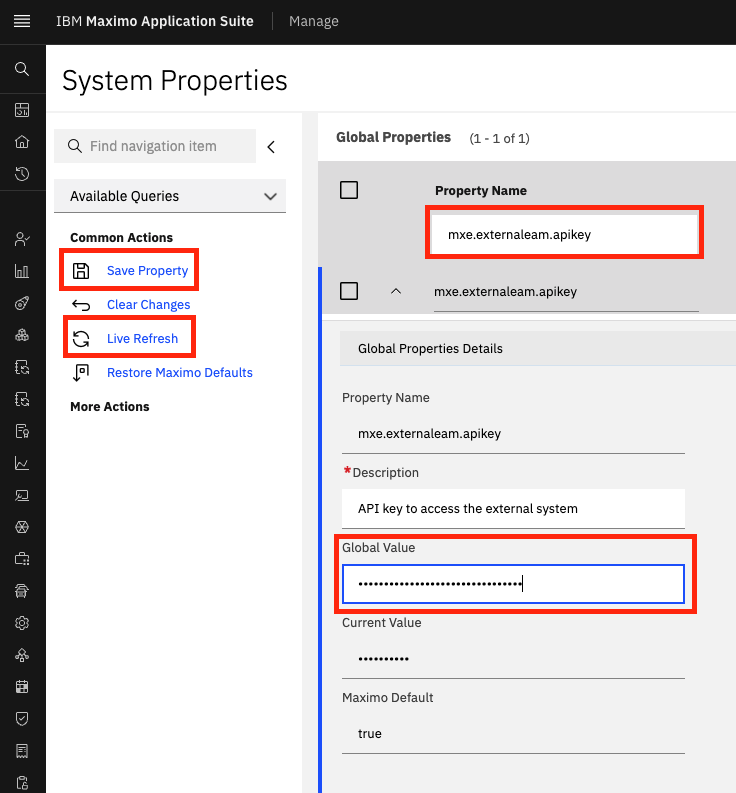 IBM Maximo Application Suite Manage
System Properties
Find navigation item
Available Queries
Common Actions
Save Property
Clear Changes
Live Refresh
Restore Maximo Defaults
More Actions
Global Properties (1 - 1 of 1)
Property Name
mxe.externaleam.apikey
mxe.externaleam.apikey
Global Properties Details
Property Name
mxe.externaleam.apikey
*Description
API key to access the external system
Global Value
••••••••••••••••••••••••••••••••
Current Value
••••••••••
Maximo Default
true